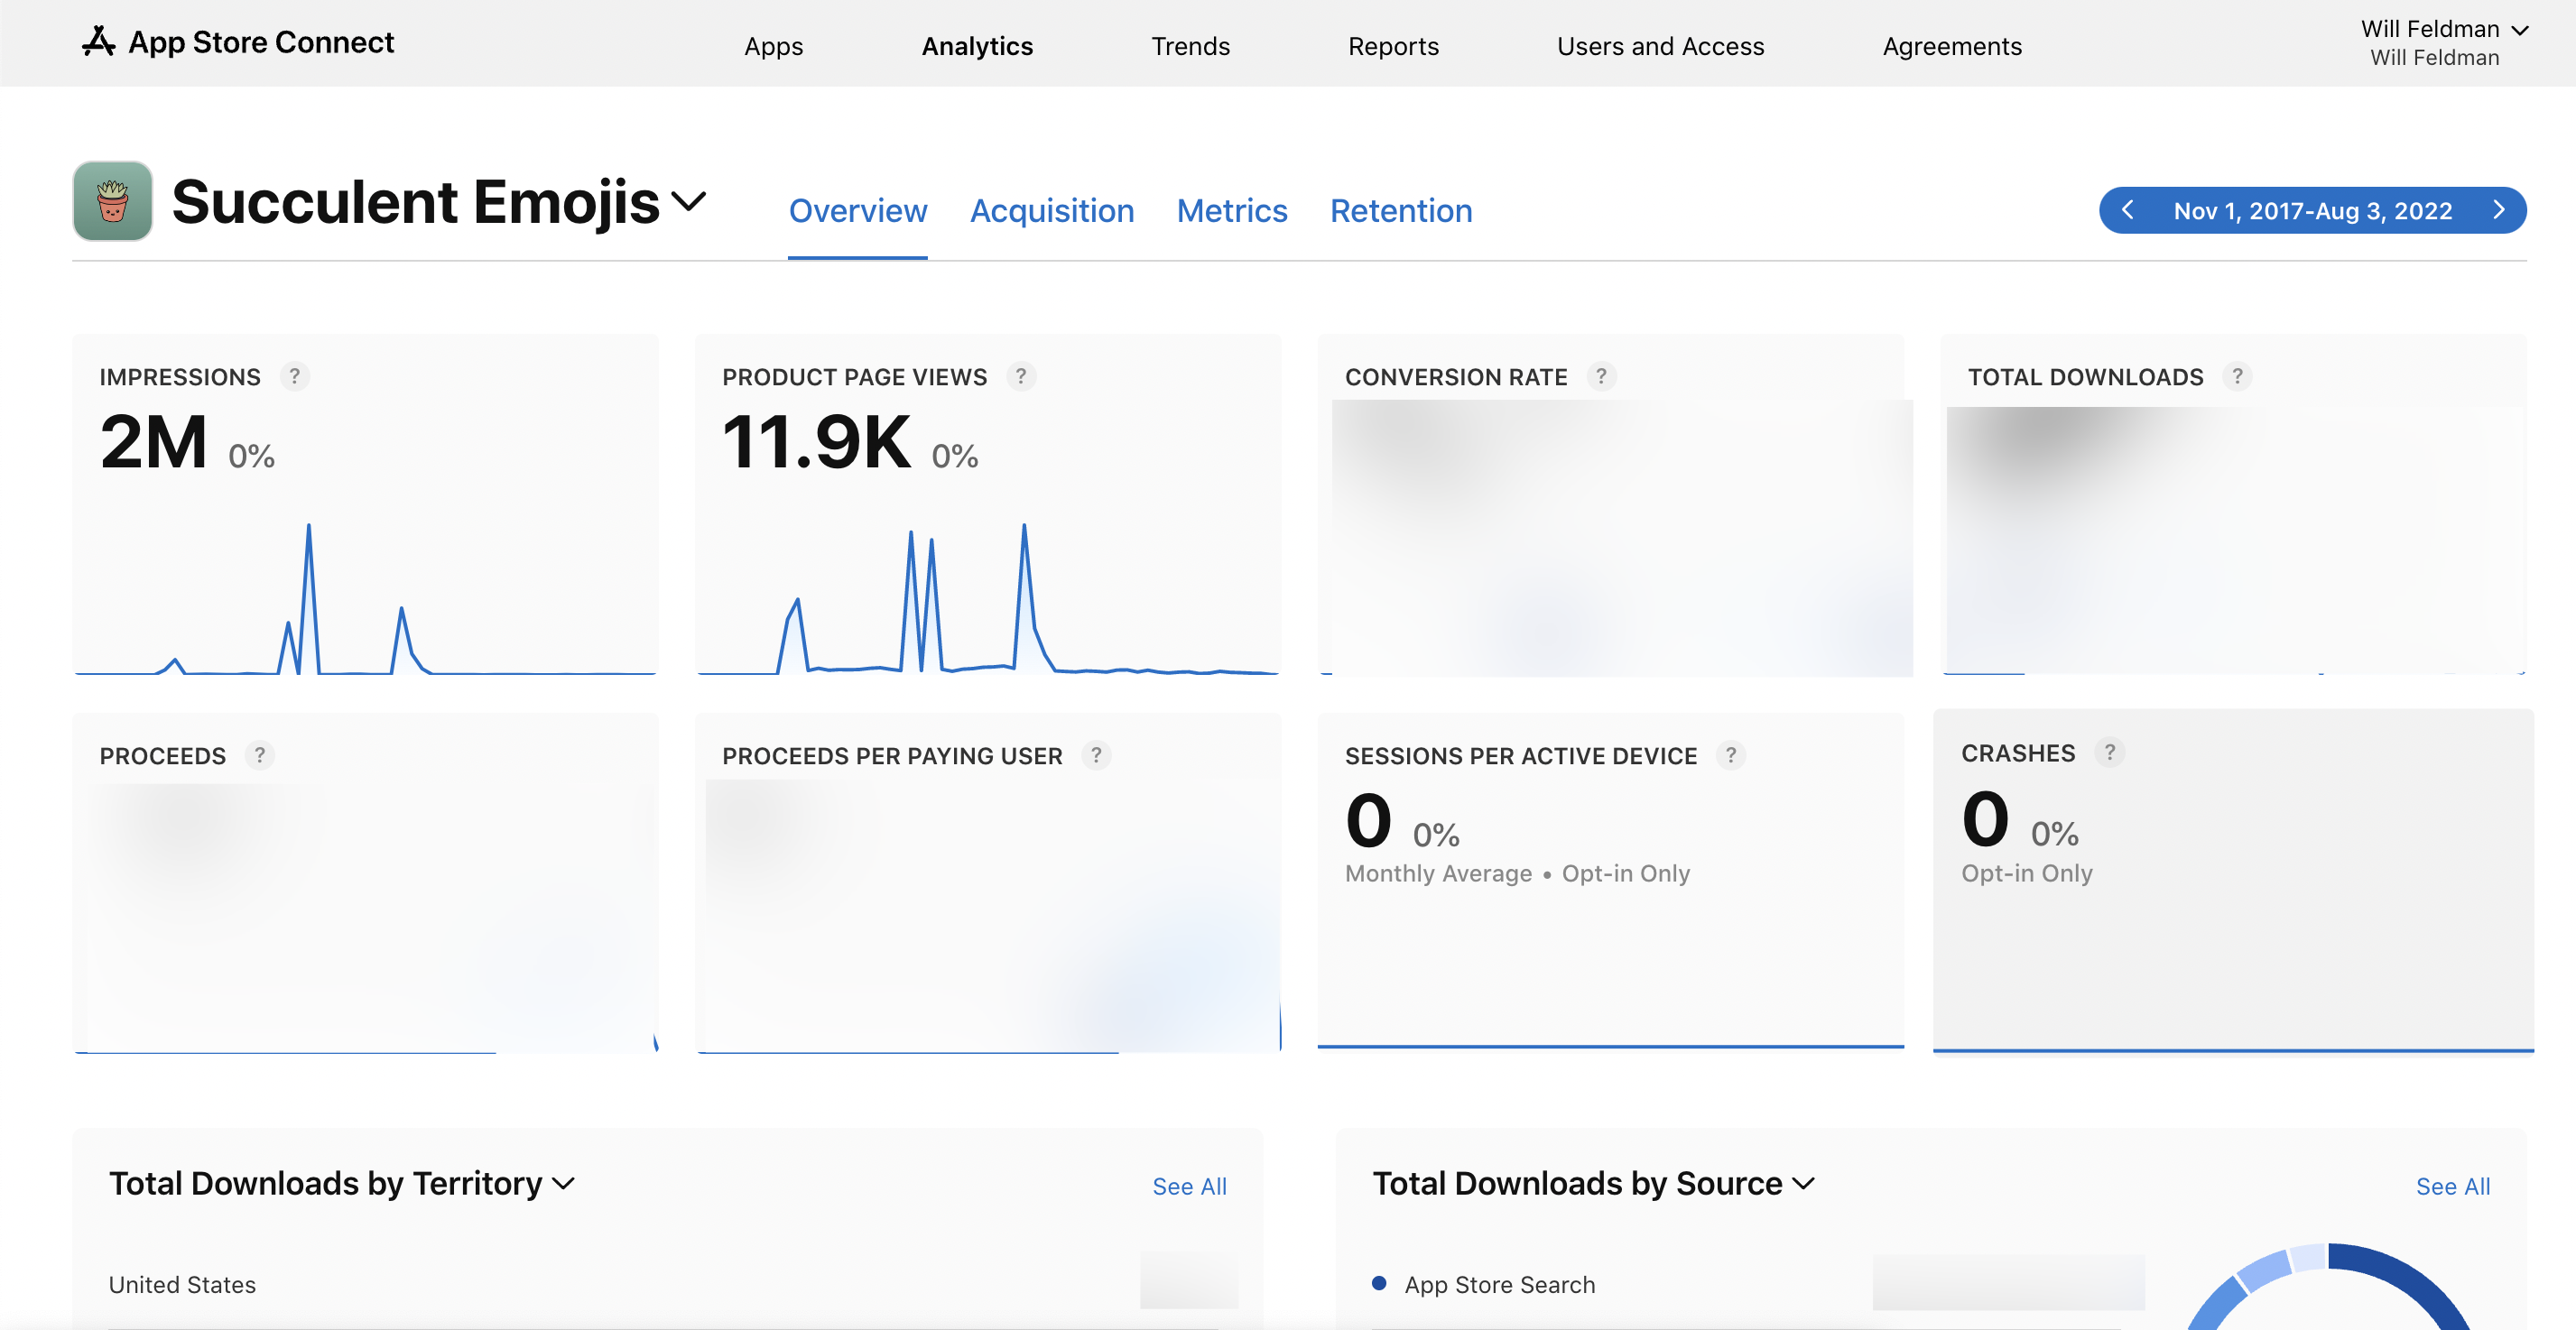 App Store Connect
Apps
Analytics
Trends
Reports
Users and Access
Agreements
Will Feldman
Will Feldman
Succulent Emojis
Overview
Acquisition
Metrics
Retention
Nov 1, 2017-Aug 3, 2022
IMPRESSIONS ?
2M 0%
PRODUCT PAGE VIEWS ?
11.9K 0%
CONVERSION RATE ?
TOTAL DOWNLOADS ?
PROCEEDS ?
PROCEEDS PER PAYING USER ?
SESSIONS PER ACTIVE DEVICE ?
0 0%
Monthly Average • Opt-in Only
CRASHES ?
0 0%
Opt-in Only
Total Downloads by Territory
See All
United States
Total Downloads by Source
See All
App Store Search